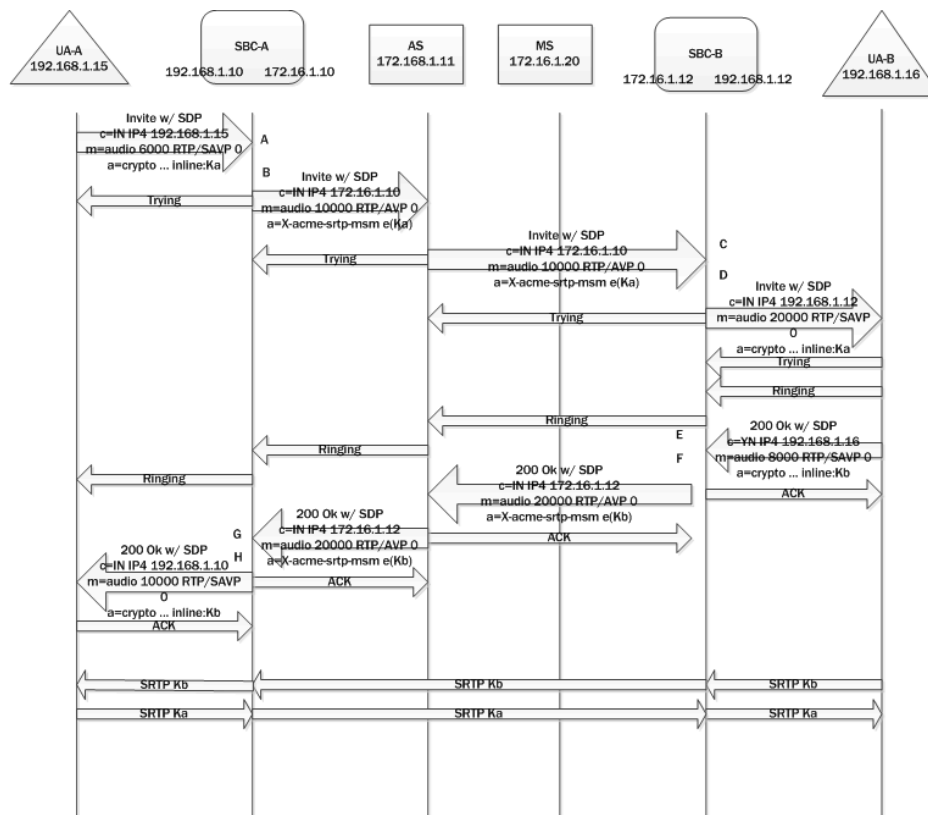 UA-A
192.168.1.15
SBC-A
192.168.1.10 172.16.1.10
AS
172.168.1.11
MS
172.16.1.20
SBC-B
172.16.1.12 192.168.1.12
UA-B
192.168.1.16
Invite w/ SDP
c=IN IP4 192.168.1.15
m=audio 6000 RTP/SAVP 0
a=crypto ... inline:Ka
A
B
Invite w/ SDP
c=IN IP4 172.16.1.10
m=audio 10000 RTP/AVP 0
a=X-acme-srtp-msm e(Ka)
Trying
Invite w/ SDP
c=IN IP4 172.16.1.10
m=audio 10000 RTP/AVP 0
a=X-acme-srtp-msm e(Ka)
Trying
C
D
Invite w/ SDP
c=IN IP4 192.168.1.12
m=audio 20000 RTP/SAVP
0
a=crypto ... inline:Ka
Trying
Trying
Ringing
Ringing
Ringing
Ringing
E
F
200 Ok w/ SDP
c=YN IP4 192.168.1.16
m=audio 8000 RTP/SAVP 0
a=crypto ... inline:Kb
ACK
200 Ok w/ SDP
c=IN IP4 172.16.1.12
m=audio 20000 RTP/AVP 0
a=X-acme-srtp-msm e(Kb)
ACK
G
H
200 Ok w/ SDP
c=IN IP4 172.16.1.12
m=audio 20000 RTP/AVP 0
a=X-acme-srtp-msm e(Kb)
ACK
200 Ok w/ SDP
c=IN IP4 192.168.1.10
m=audio 10000 RTP/SAVP
0
a=crypto ... inline:Kb
ACK
SRTP Kb
SRTP Kb
SRTP Kb
SRTP Ka
SRTP Ka
SRTP Ka